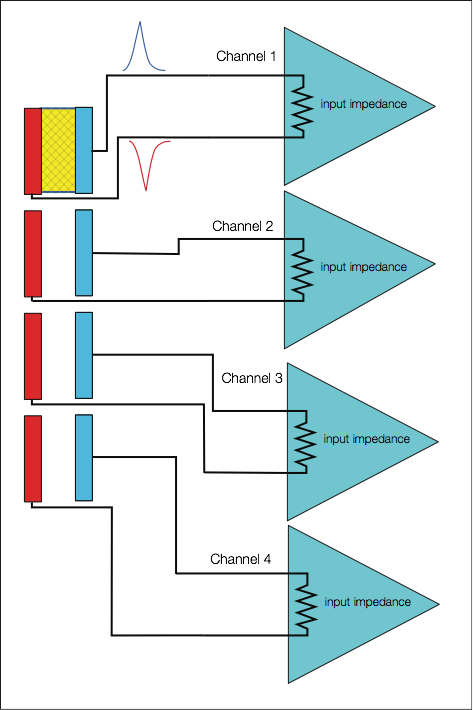 Channel 1
input impedance
Channel 2
input impedance
Channel 3
input impedance
Channel 4
input impedance